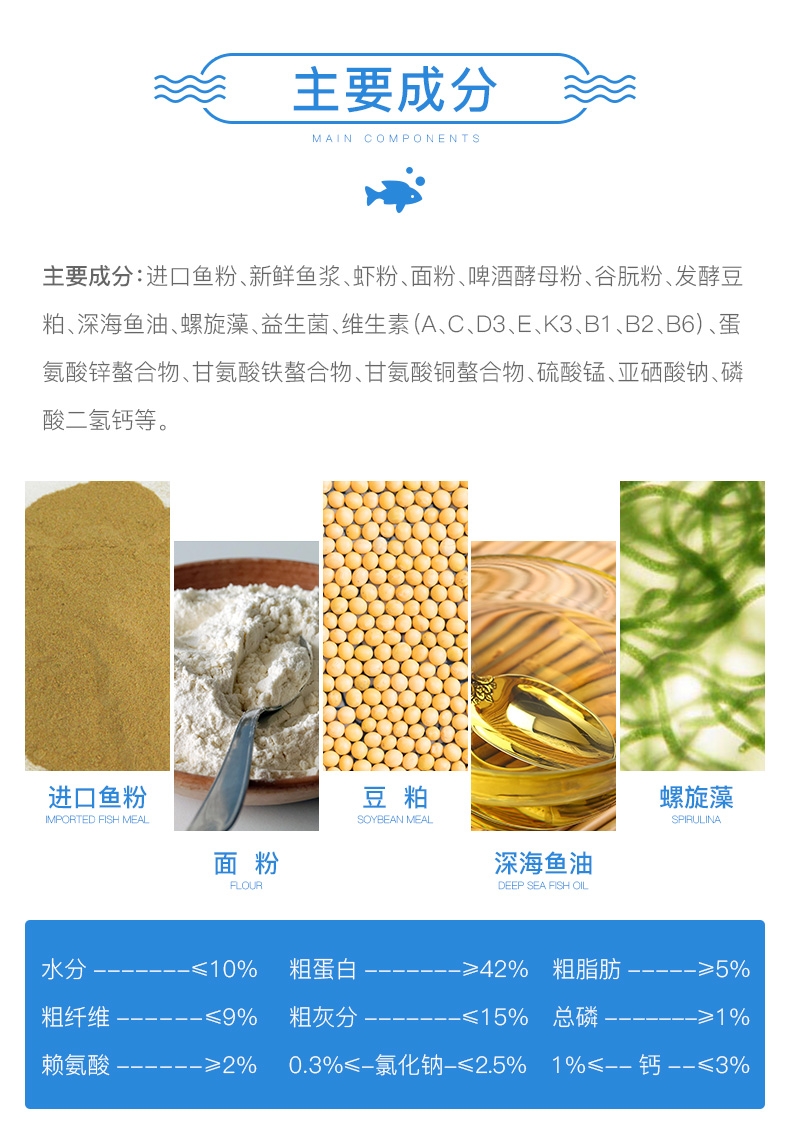 主要成分
MAIN COMPONENTS
主要成分：进口鱼粉、新鲜鱼浆、虾粉、面粉、啤酒酵母粉、谷朊粉、发酵豆
粕、深海鱼油、螺旋藻、益生菌、维生素（A、C、D3、E、K3、B1、B2、B6）、蛋
氨酸锌螯合物、甘氨酸铁螯合物、甘氨酸铜螯合物、硫酸锰、亚硒酸钠、磷
酸二氢钙等。
进口鱼粉
IMPORTED FISH MEAL
豆 粕
SOYBEAN MEAL
螺旋藻
SPIRULINA
面 粉
FLOUR
深海鱼油
DEEP SEA FISH OIL
水分 -------≤10% 粗蛋白 -------≥42% 粗脂肪 -----≥5%
粗纤维 ------≤9% 粗灰分 -------≤15% 总磷 -------≥1%
赖氨酸 ------≥2% 0.3%≤-氯化钠-≤2.5% 1%≤-- 钙 --≤3%